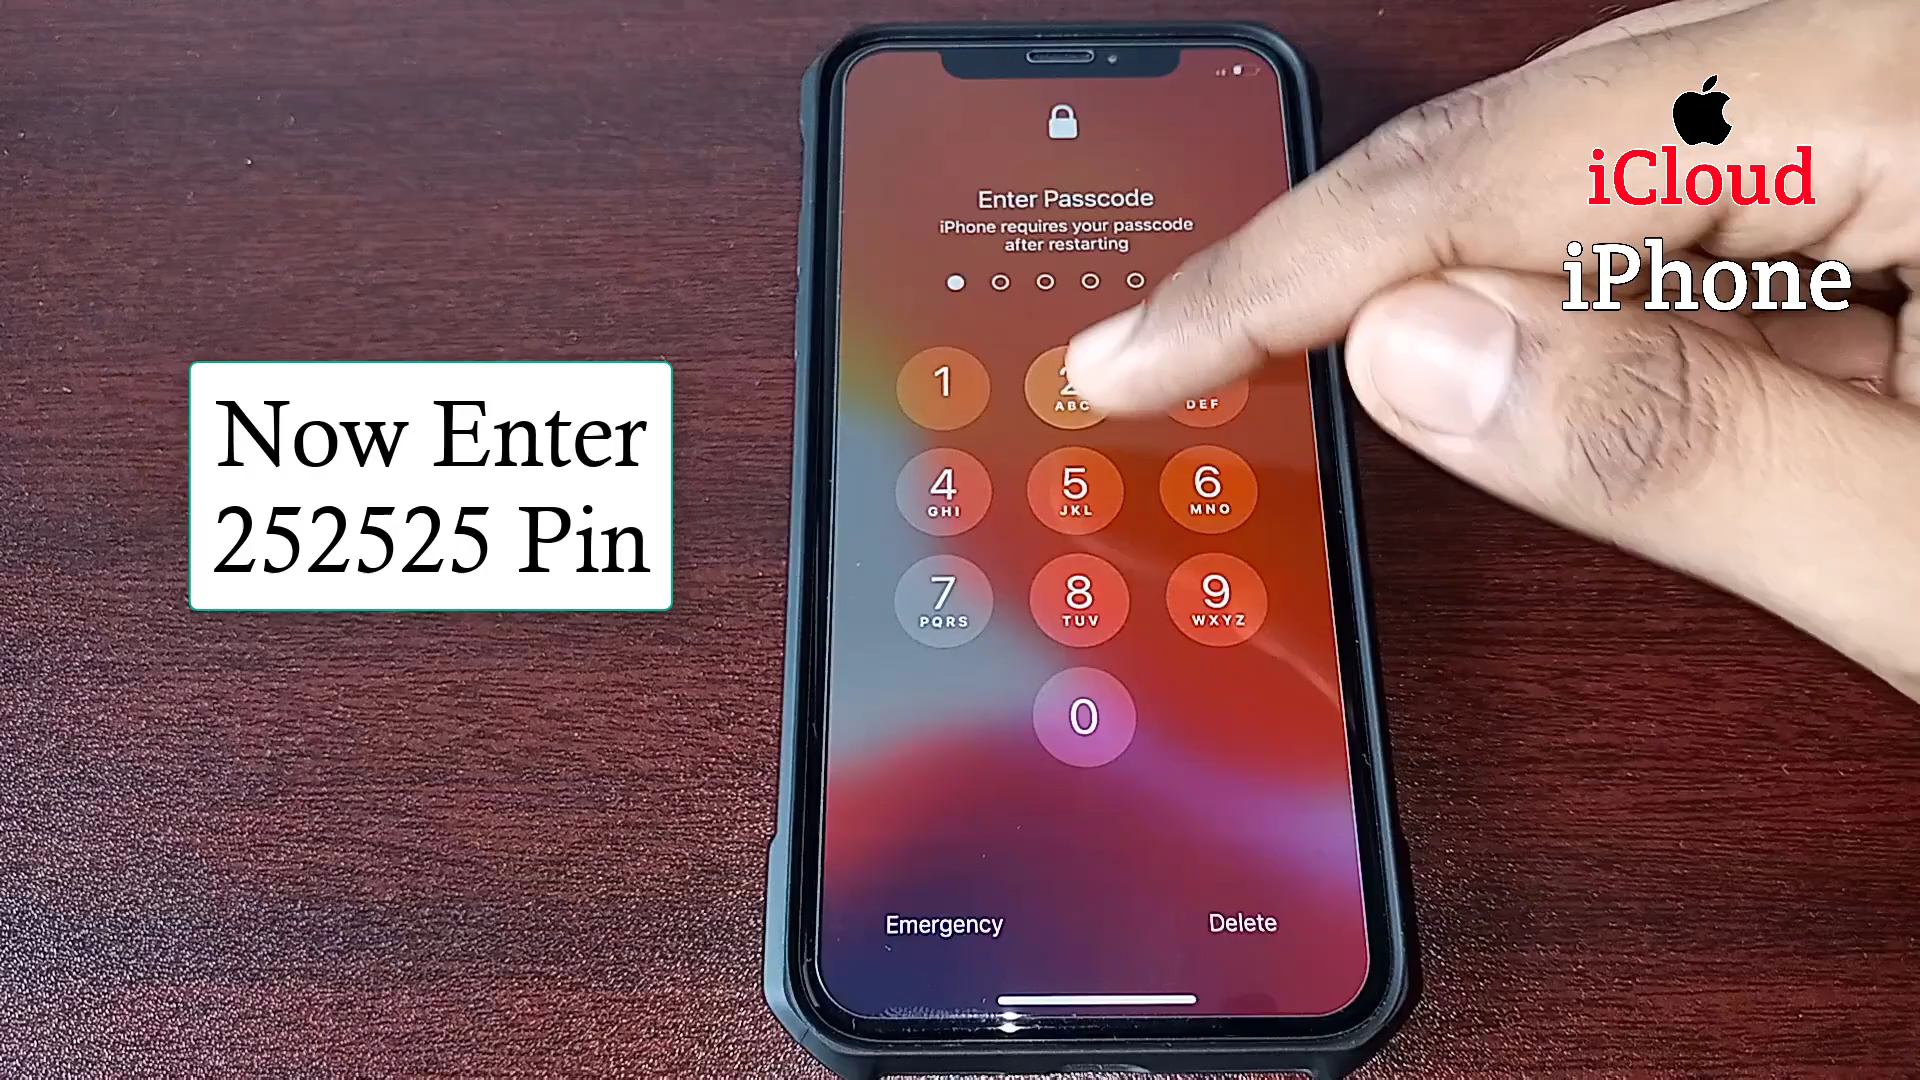 iCloud
iPhone
Enter Passcode
iPhone requires your passcode
after restarting
1
2
ABC
DEF
4
GHI
5
JKL
6
MNO
7
PQRS
8
TUV
9
WXYZ
0
Emergency
Delete
Now Enter
252525 Pin